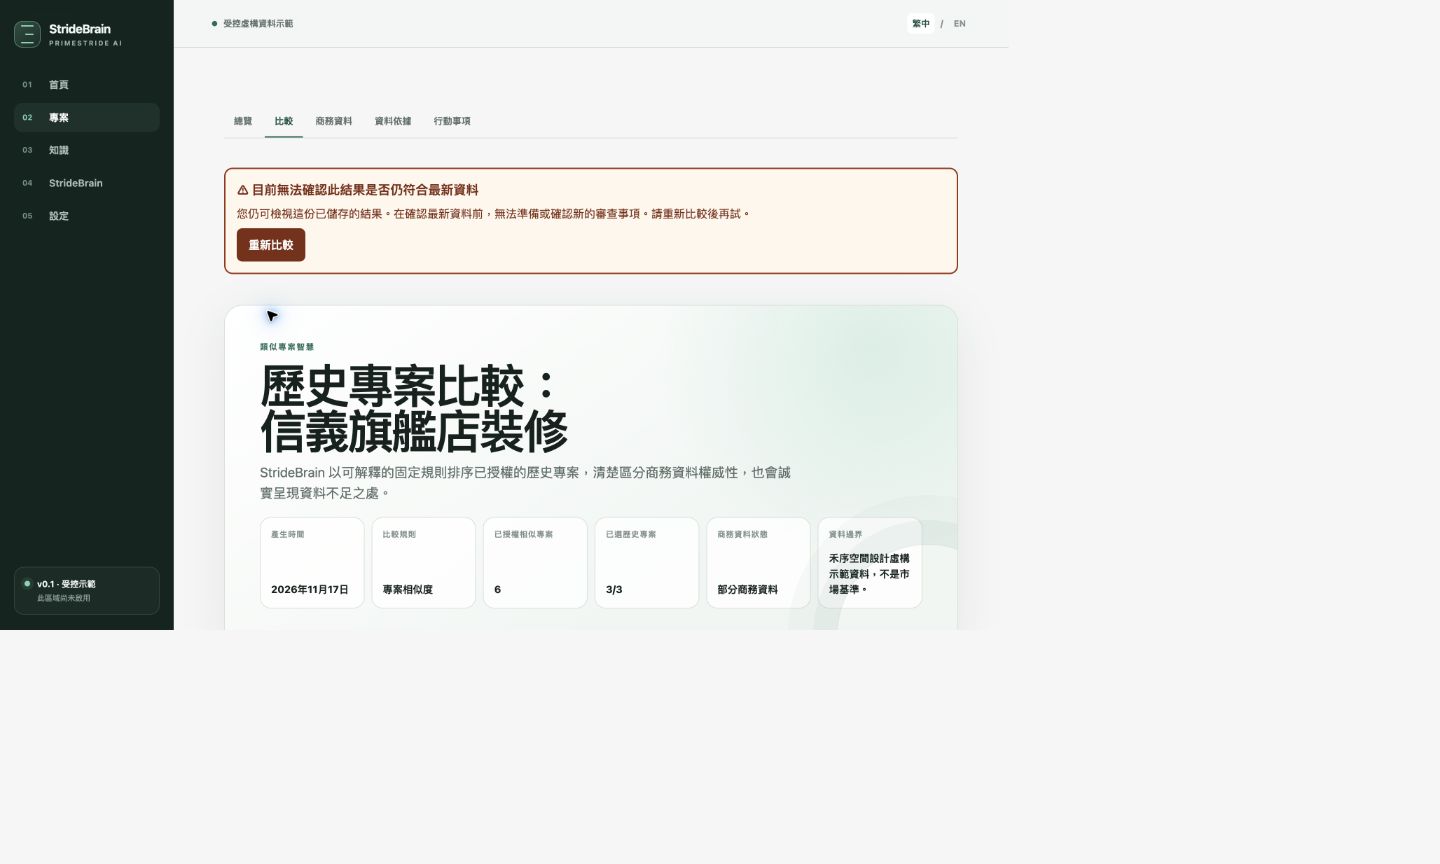 StrideBrain
PRIMESTRIDE AI
01 首頁
02 專案
03 知識
04 StrideBrain
05 設定
v0.1 · 受控示範
此區域尚未啟用
受控虛構資料示範
繁中 / EN
總覽 比較 商務資料 資料依據 行動事項
目前無法確認此結果是否仍符合最新資料
您仍可檢視這份已儲存的結果。在確認最新資料前，無法準備或確認新的審查事項。請重新比較後再試。
重新比較
類似專案智慧
歷史專案比較：
信義旗艦店裝修
StrideBrain 以可解釋的固定規則排序已授權的歷史專案，清楚區分商務資料權威性，也會誠
實呈現資料不足之處。
產生時間
2026年11月17日
比較規則
專案相似度
已授權相似專案
6
已選歷史專案
3/3
商務資料狀態
部分商務資料
資料邊界
禾序空間設計虛構
示範資料，不是市
場基準。